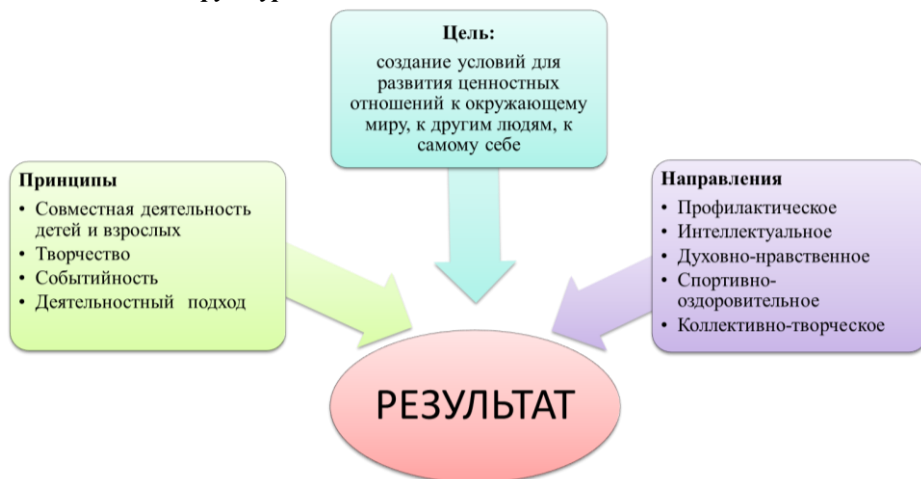 Цель:
создание условий для
развития ценностных
отношений к окружающему
миру, к другим людям, к
самому себе
Принципы
• Совместная деятельность
детей и взрослых
• Творчество
• Событийность
• Деятельностный подход
Направления
• Профилактическое
• Интеллектуальное
• Духовно-нравственное
• Спортивно-
оздоровительное
• Коллективно-творческое
РЕЗУЛЬТАТ